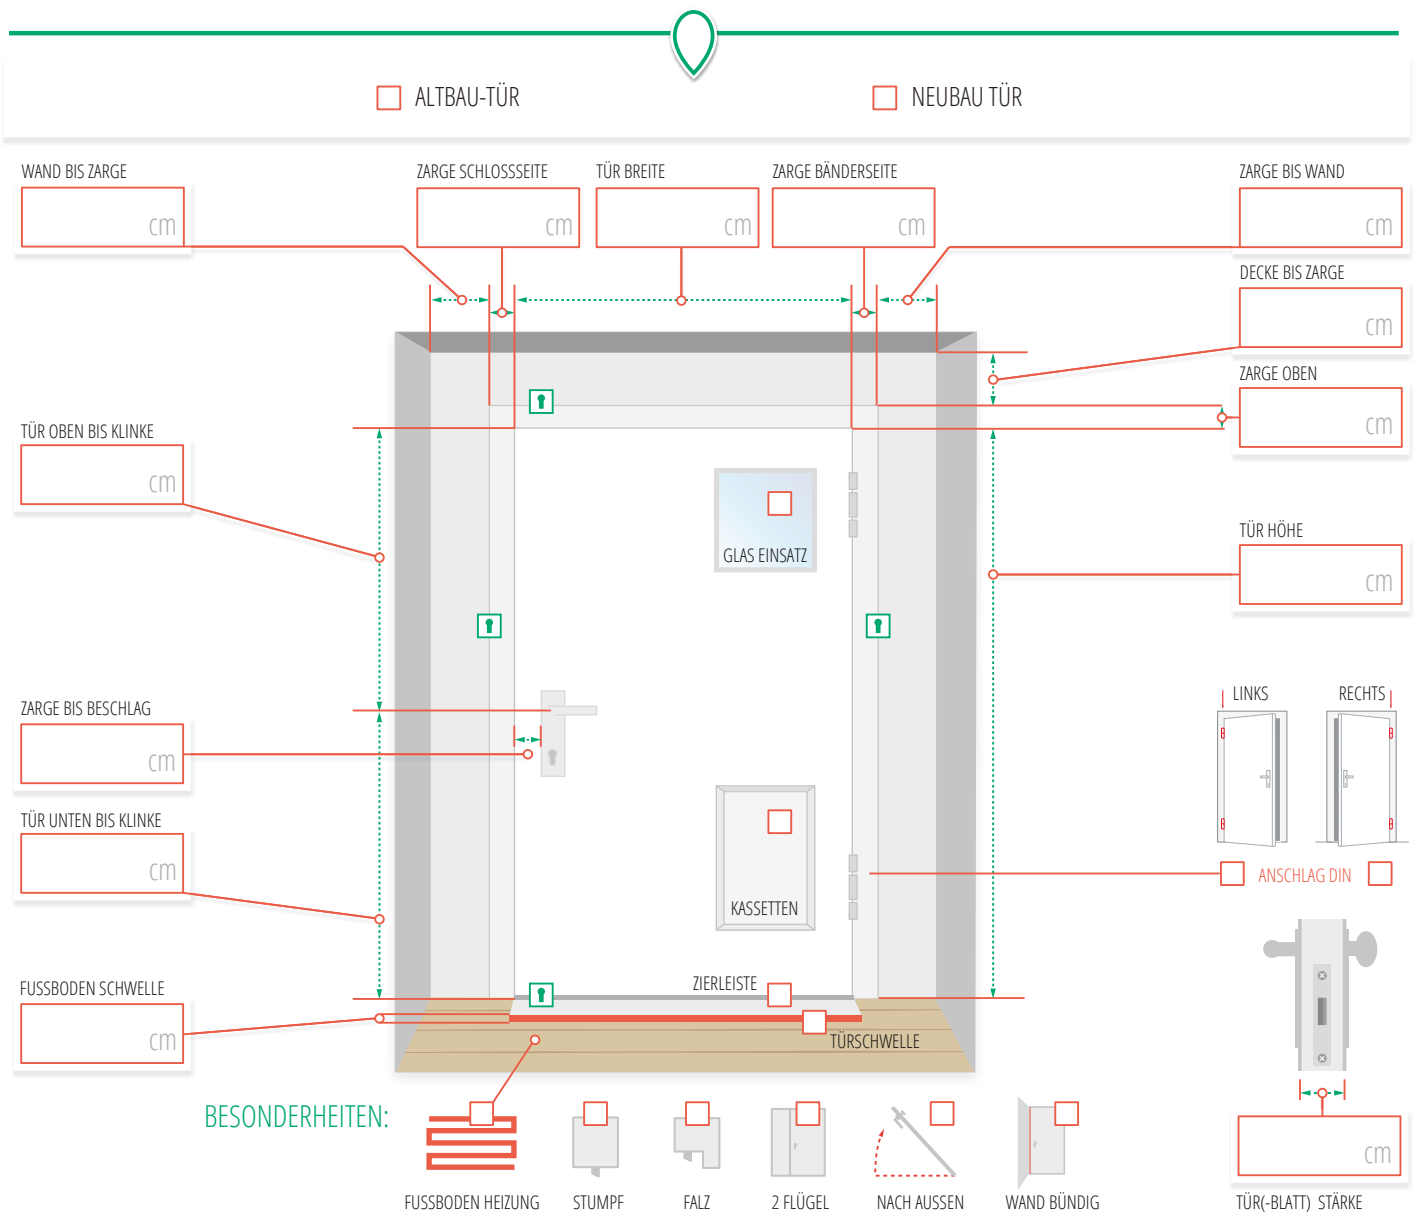 ALTBAU-TÜR
NEUBAU TÜR
WAND BIS ZARGE
cm
ZARGE SCHLOSSSEITE
cm
TÜR BREITE
cm
ZARGE BÄNDERSEITE
cm
ZARGE BIS WAND
cm
DECKE BIS ZARGE
cm
ZARGE OBEN
cm
TÜR OBEN BIS KLINKE
cm
GLAS EINSATZ
TÜR HÖHE
cm
ZARGE BIS BESCHLAG
cm
LINKS
RECHTS
TÜR UNTEN BIS KLINKE
cm
KASSETTEN
ANSCHLAG DIN
FUSSBODEN SCHWELLE
cm
ZIERLEISTE
TÜRSCHWELLE
BESONDERHEITEN:
FUSSBODEN HEIZUNG
STUMPF
FALZ
2 FLÜGEL
NACH AUSSEN
WAND BÜNDIG
cm
TÜR(-BLATT) STÄRKE